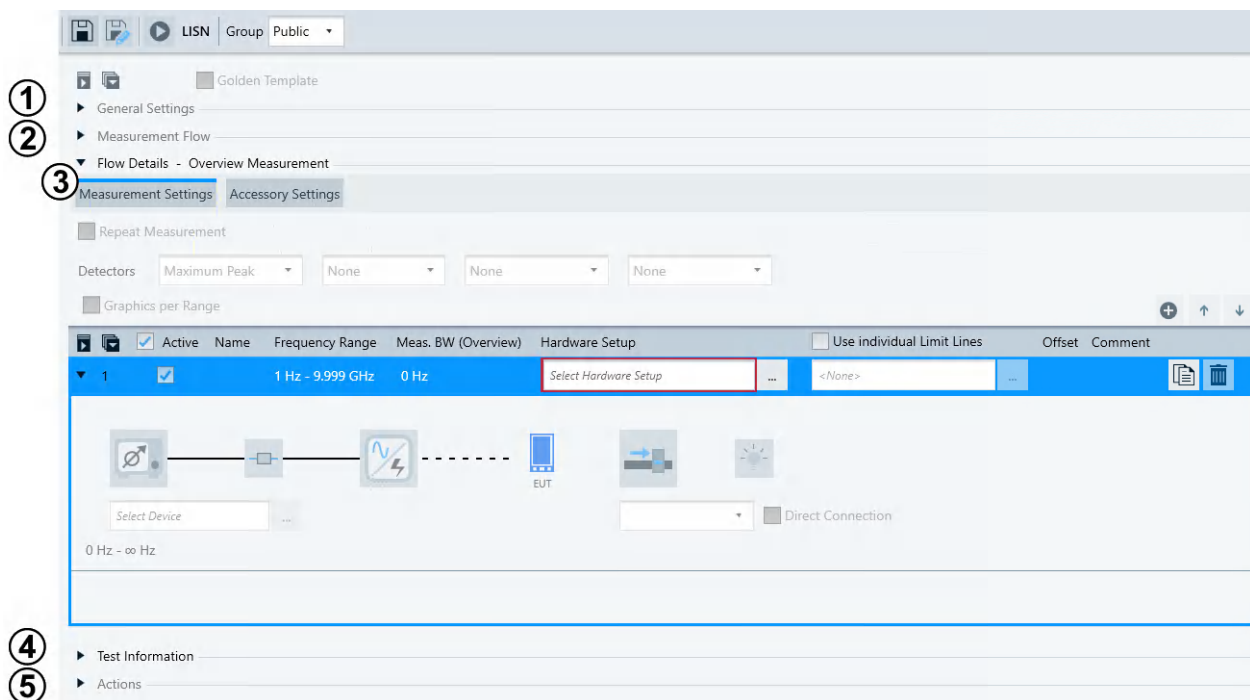 LISN Group Public
Golden Template
1
General Settings
2
Measurement Flow
Flow Details - Overview Measurement
3
Measurement Settings Accessory Settings
Repeat Measurement
Detectors Maximum Peak None None None
Graphics per Range
Active Name Frequency Range Meas. BW (Overview) Hardware Setup Use individual Limit Lines Offset Comment
1 1 Hz - 9.999 GHz 0 Hz Select Hardware Setup ... <None> ...
EUT
Select Device ... Direct Connection
0 Hz - ∞ Hz
4
Test Information
5
Actions